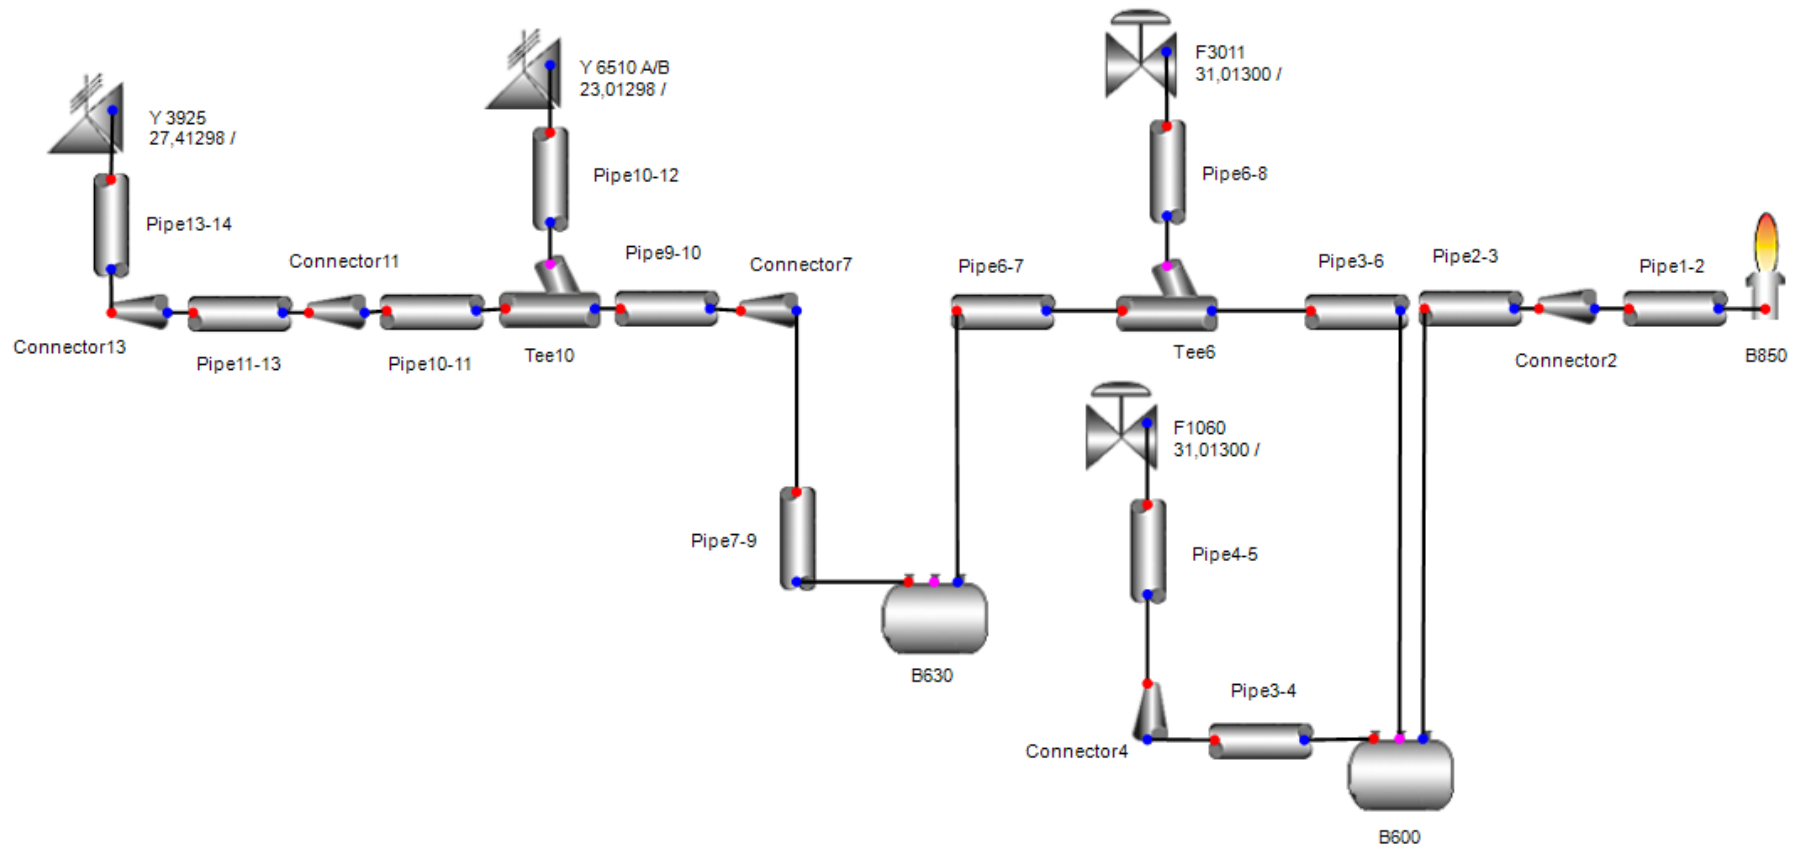 Y 3925
27,41298 /
Y 6510 A/B
23,01298 /
F3011
31,01300 /
Pipe13-14
Pipe10-12
Pipe6-8
Connector11
Pipe9-10
Connector7
Pipe6-7
Pipe3-6
Pipe2-3
Pipe1-2
Connector13
Pipe11-13
Pipe10-11
Tee10
Tee6
Connector2
B850
F1060
31,01300 /
Pipe7-9
Pipe4-5
B630
Pipe3-4
Connector4
B600